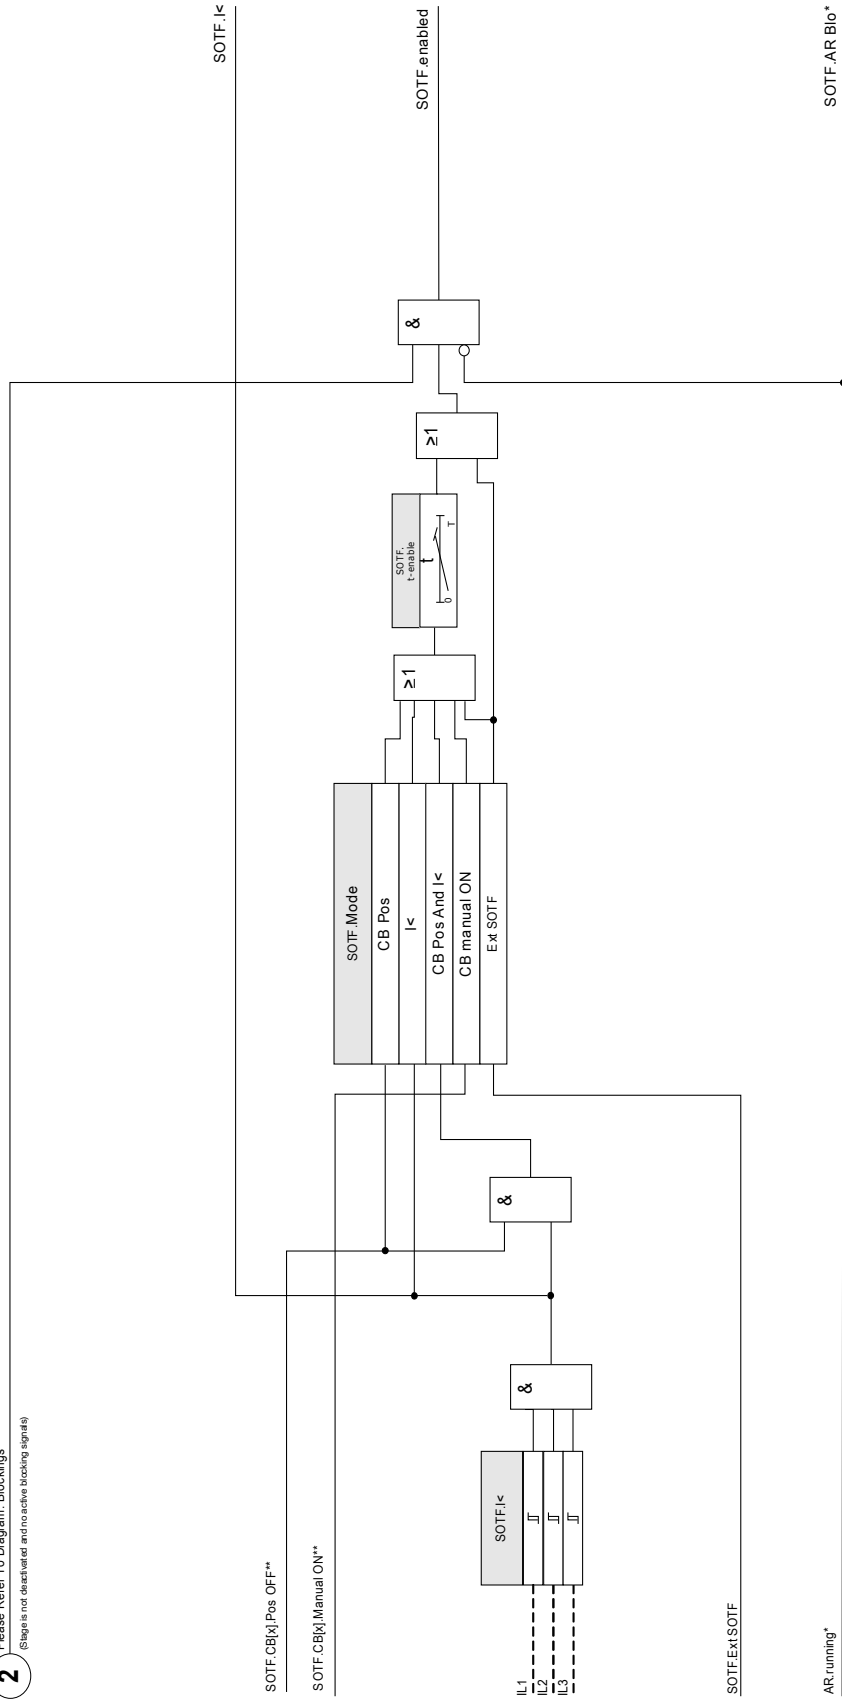 2
Please Refer To Diagram: Blockings
(Stage is not deactivated and no active blocking signals)
SOTF.I<
SOTF.enabled
SOTF.AR Blo*
&
≥1
SOTF.
t-enable
t
0
T
≥1
SOTF.Mode
CB Pos
I<
CB Pos And I<
CB manual ON
Ext SOTF
&
&
SOTF.I<
SOTF.CB[x].Pos OFF**
SOTF.CB[x].Manual ON**
IL1
IL2
IL3
SOTF.Ext SOTF
AR.running*